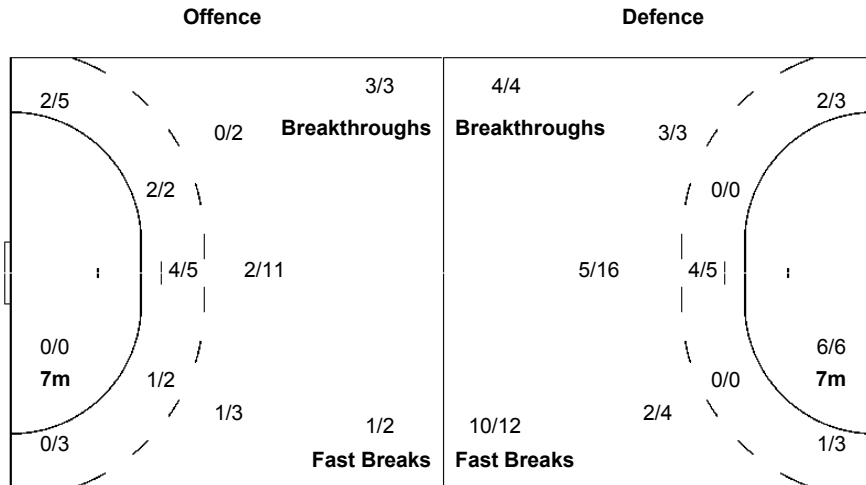 Offence Defence
3/3 4/4
2/5 2/3
0/2 Breakthroughs Breakthroughs 3/3
2/2 0/0
4/5 2/11 5/16 4/5
0/0 6/6
7m 1/2 0/0 7m
1/3 1/2 10/12 2/4
0/3 1/3
Fast Breaks Fast Breaks